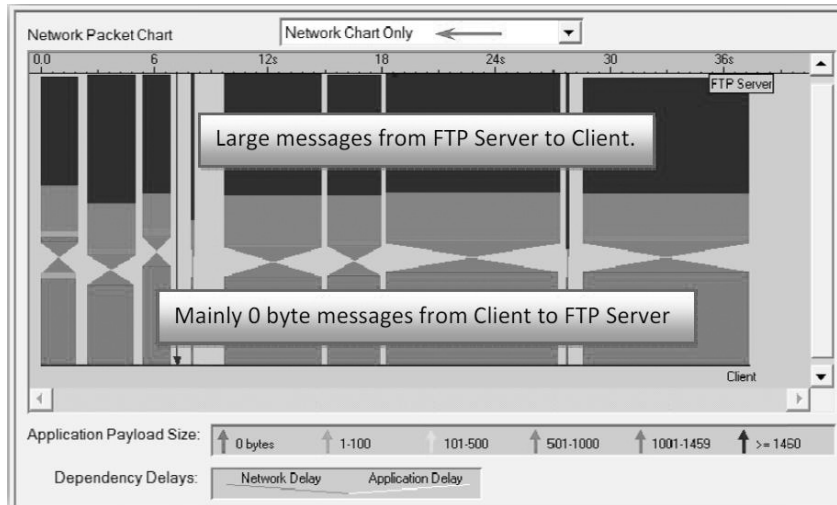 Network Packet Chart
Network Chart Only
0.0 6 12s 18 24s 30 36s
FTP Server
Large messages from FTP Server to Client.
Mainly 0 byte messages from Client to FTP Server
Client
Application Payload Size: 0 bytes 1-100 101-500 501-1000 1001-1459 >= 1460
Dependency Delays: Network Delay Application Delay